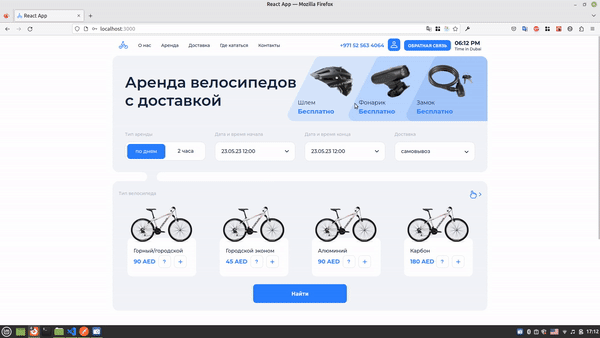 React App — Mozilla Firefox
React App
localhost:3000
О нас Аренда Доставка Где кататься Контакты
+971 52 563 4064
ОБРАТНАЯ СВЯЗЬ
06:12 PM
Time in Dubai
Аренда велосипедов
с доставкой
Шлем
Бесплатно
Фонарик
Бесплатно
Замок
Бесплатно
Тип аренды
Дата и время начала
Дата и время конца
Доставка
по дням
2 часа
23.05.23 12:00
23.05.23 12:00
самовывоз
Тип велосипеда
Горный/городской
Городской эконом
Алюминий
Карбон
90 AED ? +
45 AED ? +
90 AED ? +
180 AED ? +
Найти
17:12